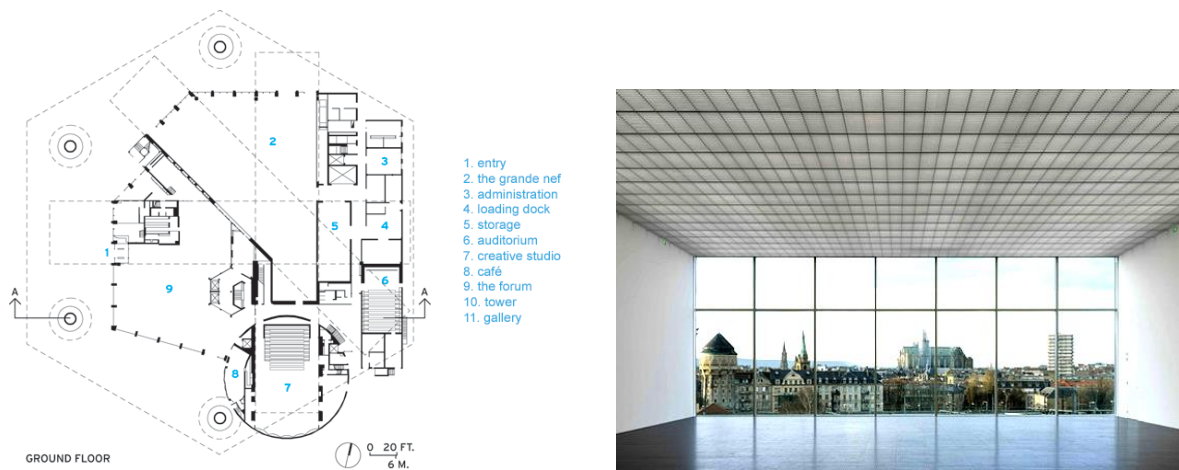 2
3
1. entry
2. the grande nef
3. administration
4. loading dock
5. storage
6. auditorium
7. creative studio
8. café
9. the forum
10. tower
11. gallery
5
4
1
6
9
A
A
8
7
GROUND FLOOR
0 20 FT.
6 M.